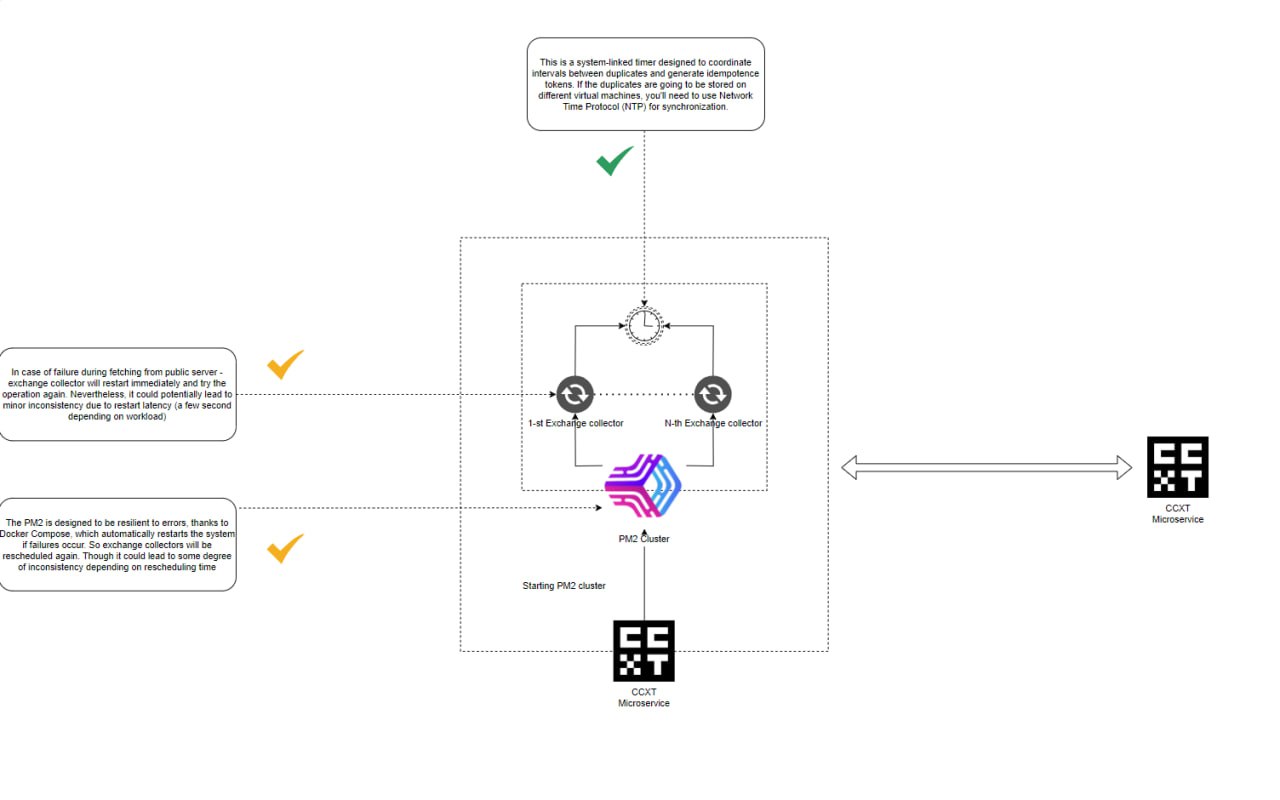 This is a system-linked timer designed to coordinate
intervals between duplicates and generate idempotence
tokens. If the duplicates are going to be stored on
different virtual machines, you'll need to use Network
Time Protocol (NTP) for synchronization.
In case of failure during fetching from public server -
exchange collector will restart immediately and try the
operation again. Nevertheless, it could potentially lead to
minor inconsistency due to restart latency (a few second
depending on workload)
1-st Exchange collector
N-th Exchange collector
The PM2 is designed to be resilient to errors, thanks to
Docker Compose, which automatically restarts the system
if failures occur. So exchange collectors will be
rescheduled again. Though it could lead to some degree
of inconsistency depending on rescheduling time
PM2 Cluster
Starting PM2 cluster
CC
XT
CCXT
Microservice
CC
XT
CCXT
Microservice